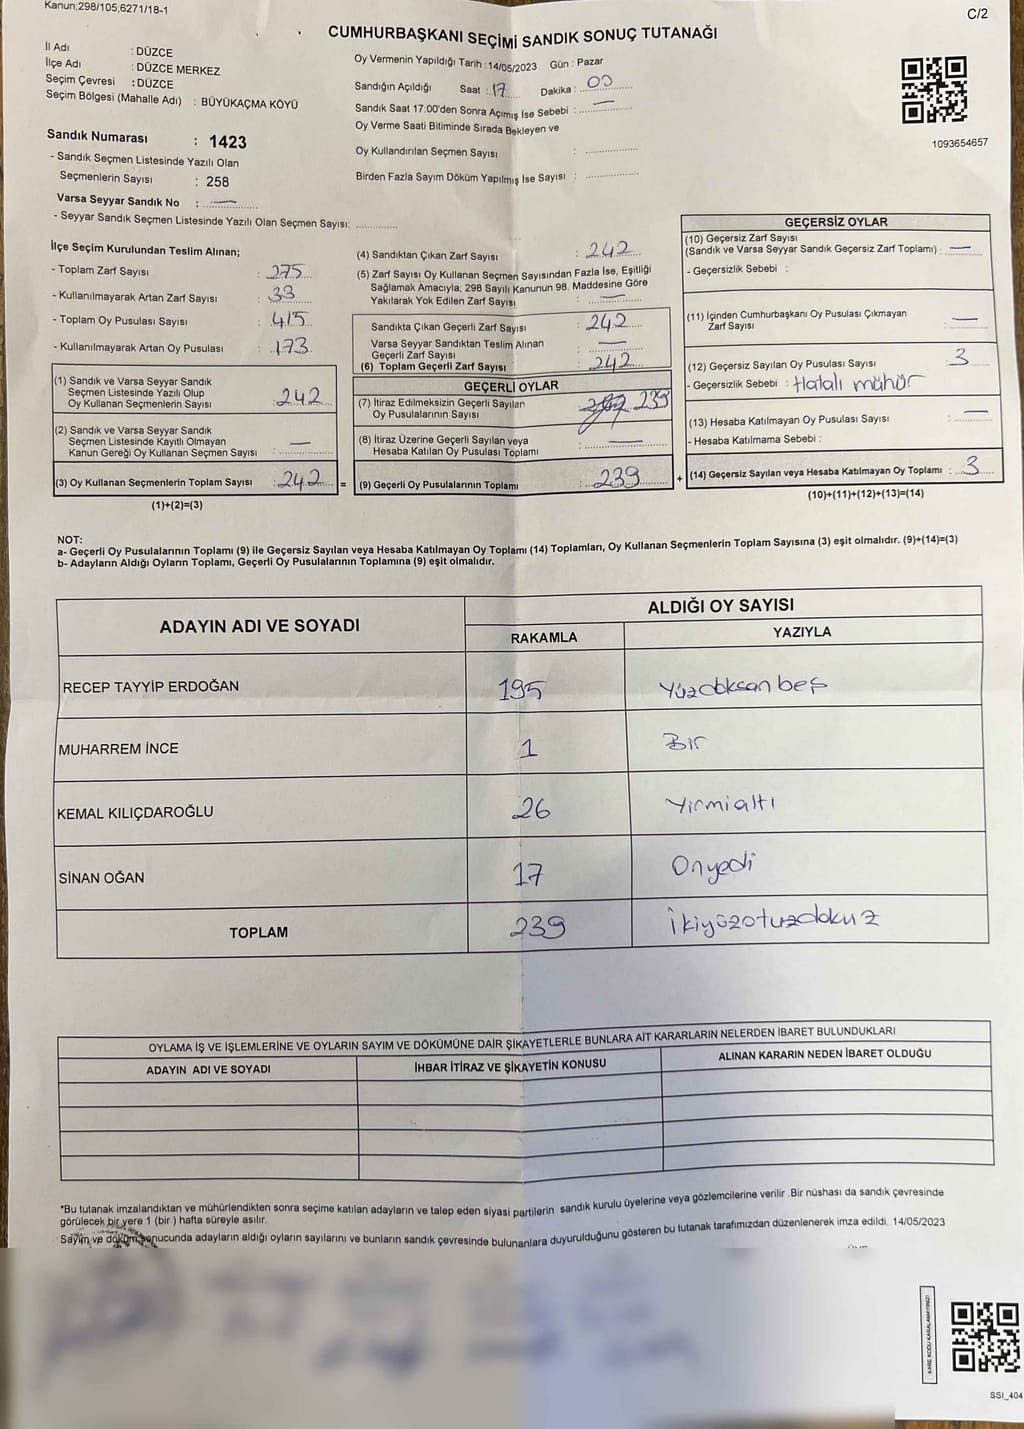 Kanun;298/105;6271/18-1
C/2
CUMHURBAŞKANI SEÇİMİ SANDIK SONUÇ TUTANAĞI
İl Adı : DÜZCE
İlçe Adı : DÜZCE MERKEZ
Seçim Çevresi : DÜZCE
Seçim Bölgesi (Mahalle Adı) : BÜYÜKAÇMA KÖYÜ
Sandık Numarası : 1423
- Sandık Seçmen Listesinde Yazılı Olan
Seçmenlerin Sayısı : 258
Varsa Seyyar Sandık No : —
- Seyyar Sandık Seçmen Listesinde Yazılı Olan Seçmen Sayısı:
Oy Vermenin Yapıldığı Tarih :14/05/2023 Gün : Pazar
Sandığın Açıldığı Saat : 17 Dakika : 00
Sandık Saat 17.00'den Sonra Açımış İse Sebebi : —
Oy Verme Saati Bitiminde Sırada Bekleyen ve
Oy Kullandırılan Seçmen Sayısı :
Birden Fazla Sayım Döküm Yapılmış İse Sayısı :
1093654657
İlçe Seçim Kurulundan Teslim Alınan;
- Toplam Zarf Sayısı : 275
- Kullanılmayarak Artan Zarf Sayısı : 33
- Toplam Oy Pusulası Sayısı : 415
- Kullanılmayarak Artan Oy Pusulası : 173
(1) Sandık ve Varsa Seyyar Sandık
Seçmen Listesinde Yazılı Olup
Oy Kullanan Seçmenlerin Sayısı : 242
(2) Sandık ve Varsa Seyyar Sandık
Seçmen Listesinde Kayıtlı Olmayan
Kanun Gereği Oy Kullanan Seçmen Sayısı : —
(3) Oy Kullanan Seçmenlerin Toplam Sayısı : 242 =
(1)+(2)=(3)
(4) Sandıktan Çıkan Zarf Sayısı : 242
(5) Zarf Sayısı Oy Kullanan Seçmen Sayısından Fazla İse, Eşitliği
Sağlamak Amacıyla; 298 Sayılı Kanunun 98. Maddesine Göre
Yakılarak Yok Edilen Zarf Sayısı : —
Sandıkta Çıkan Geçerli Zarf Sayısı : 242
Varsa Seyyar Sandıktan Teslim Alınan
Geçerli Zarf Sayısı : —
(6) Toplam Geçerli Zarf Sayısı : 242
GEÇERLİ OYLAR
(7) İtiraz Edilmeksizin Geçerli Sayılan
Oy Pusulalarının Sayısı : 239
(8) İtiraz Üzerine Geçerli Sayılan veya
Hesaba Katılan Oy Pusulası Toplamı : —
(9) Geçerli Oy Pusulalarının Toplamı : 239 +
GEÇERSİZ OYLAR
(10) Geçersiz Zarf Sayısı
(Sandık ve Varsa Seyyar Sandık Geçersiz Zarf Toplamı) : —
- Geçersizlik Sebebi :
(11) İçinden Cumhurbaşkanı Oy Pusulası Çıkmayan
Zarf Sayısı : —
(12) Geçersiz Sayılan Oy Pusulası Sayısı : 3
- Geçersizlik Sebebi : Hatalı mühür
(13) Hesaba Katılmayan Oy Pusulası Sayısı : —
- Hesaba Katılmama Sebebi :
(14) Geçersiz Sayılan veya Hesaba Katılmayan Oy Toplamı : 3
(10)+(11)+(12)+(13)=(14)
NOT:
a- Geçerli Oy Pusulalarının Toplamı (9) ile Geçersiz Sayılan veya Hesaba Katılmayan Oy Toplamı (14) Toplamları, Oy Kullanan Seçmenlerin Toplam Sayısına (3) eşit olmalıdır. (9)+(14)=(3)
b- Adayların Aldığı Oyların Toplamı, Geçerli Oy Pusulalarının Toplamına (9) eşit olmalıdır.
ADAYIN ADI VE SOYADI
ALDIĞI OY SAYISI
RAKAMLA YAZIYLA
RECEP TAYYİP ERDOĞAN 195 Yüzdoksan beş
MUHARREM İNCE 1 Bir
KEMAL KILIÇDAROĞLU 26 Yirmialtı
SİNAN OĞAN 17 Onyedi
TOPLAM 239 İkiyüzotuzdokuz
OYLAMA İŞ VE İŞLEMLERİNE VE OYLARIN SAYIM VE DÖKÜMÜNE DAİR ŞİKAYETLERLE BUNLARA AİT KARARLARIN NELERDEN İBARET BULUNDUKLARI
ADAYIN ADI VE SOYADI İHBAR İTİRAZ VE ŞİKAYETİN KONUSU ALINAN KARARIN NEDEN İBARET OLDUĞU
*Bu tutanak imzalandıktan ve mühürlendikten sonra seçime katılan adayların ve talep eden siyasi partilerin sandık kurulu üyelerine veya gözlemcilerine verilir .Bir nüshası da sandık çevresinde
görülecek bir yere 1 (bir ) hafta süreyle asılır.
Sayım ve döküm sonucunda adayların aldığı oyların sayılarını ve bunların sandık çevresinde bulunanlara duyurulduğunu gösteren bu tutanak tarafımızdan düzenlenerek imza edildi. 14/05/2023
KARE KODU KARALAMAYINIZ!
SSI_404